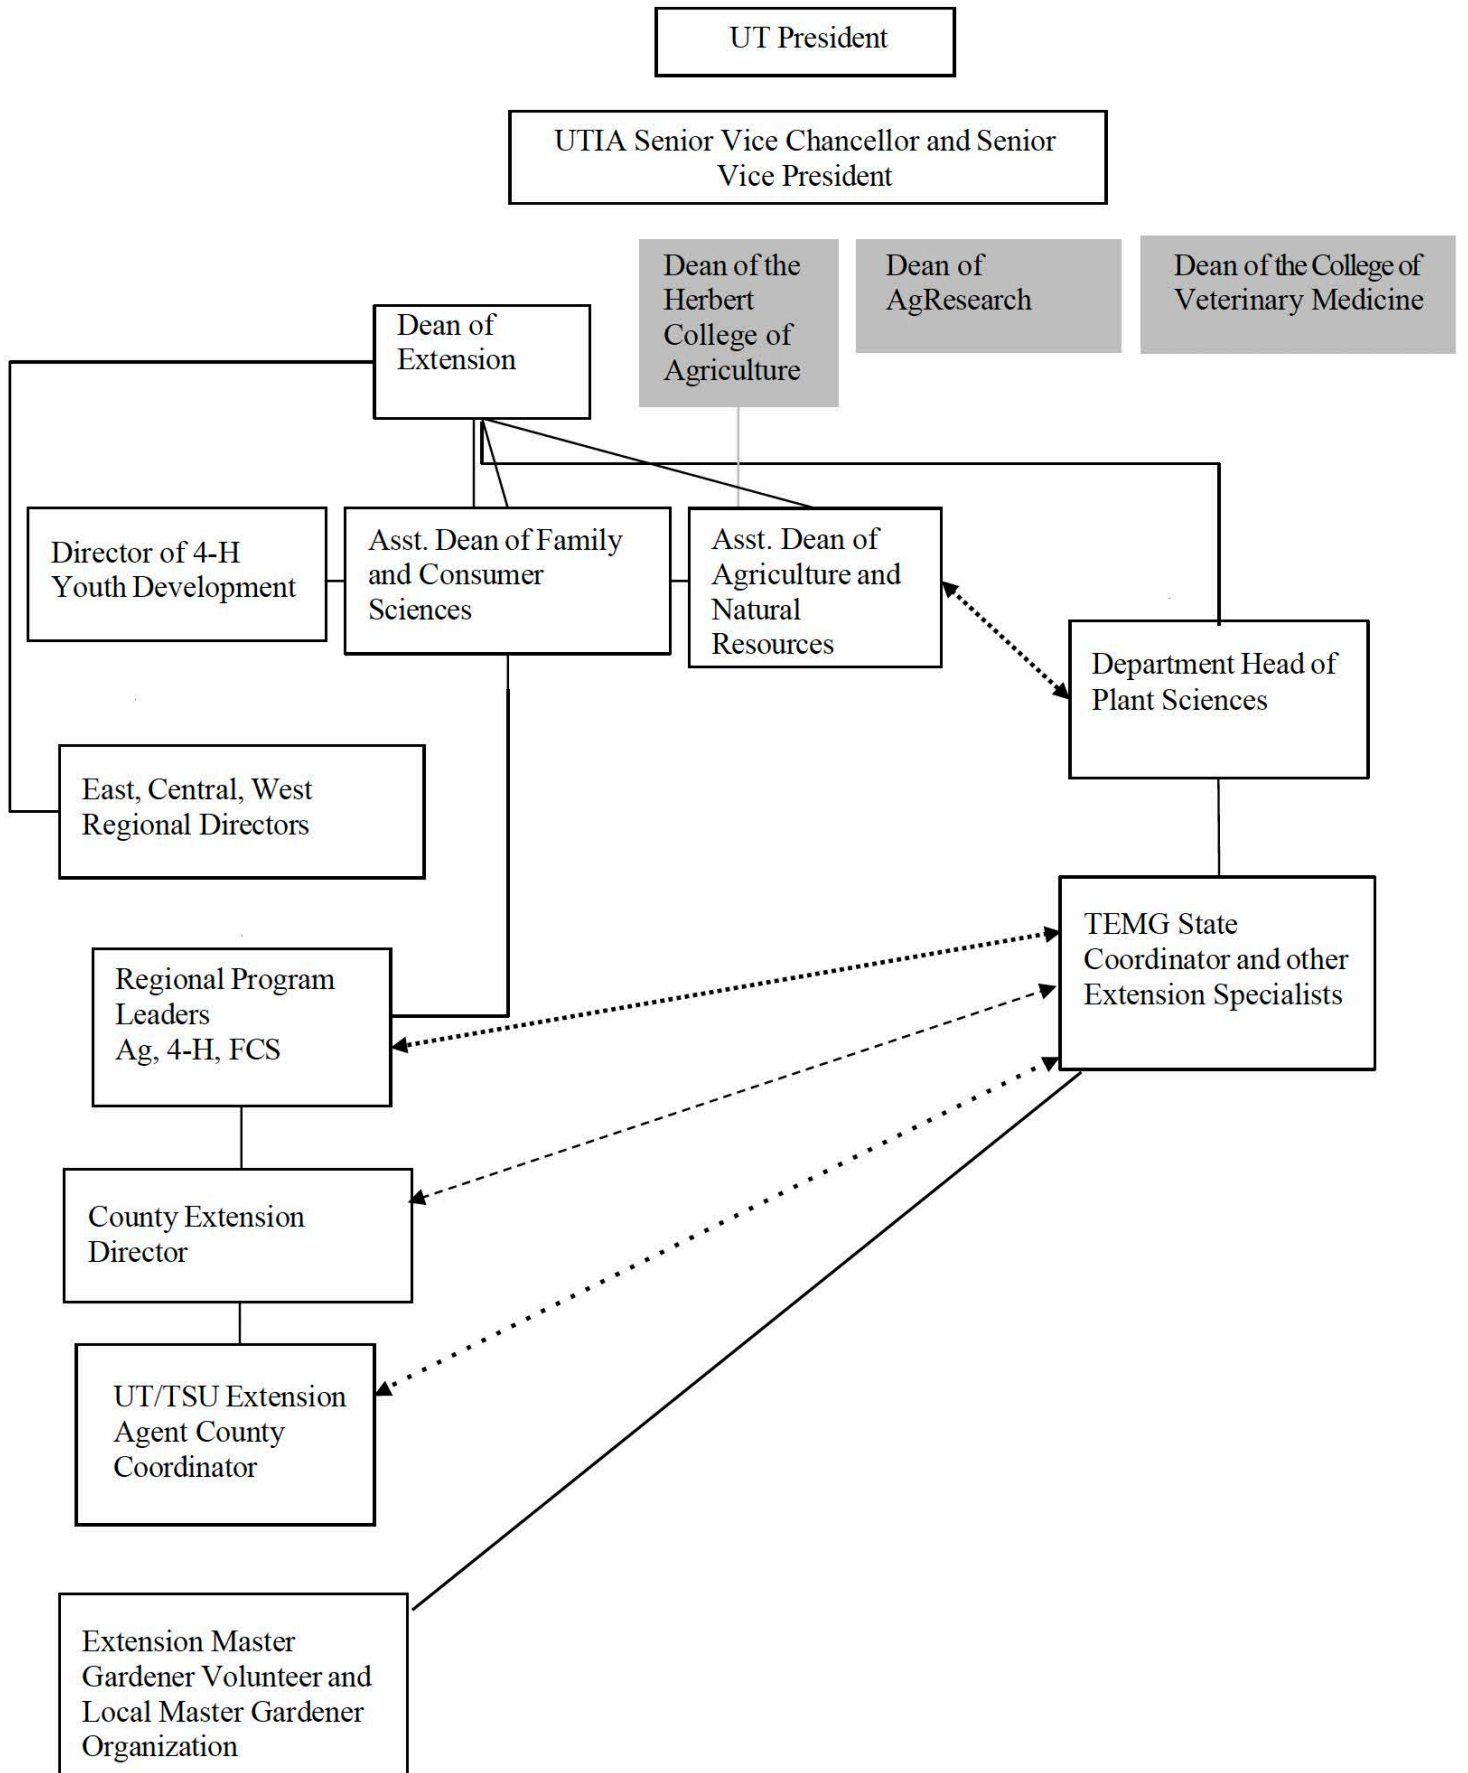 UT President
UTIA Senior Vice Chancellor and Senior
Vice President
Dean of the
Herbert
College of
Agriculture
Dean of
AgResearch
Dean of the College of
Veterinary Medicine
Dean of
Extension
Director of 4-H
Youth Development
Asst. Dean of Family
and Consumer
Sciences
Asst. Dean of
Agriculture and
Natural
Resources
Department Head of
Plant Sciences
East, Central, West
Regional Directors
TEMG State
Coordinator and other
Extension Specialists
Regional Program
Leaders
Ag, 4-H, FCS
County Extension
Director
UT/TSU Extension
Agent County
Coordinator
Extension Master
Gardener Volunteer and
Local Master Gardener
Organization